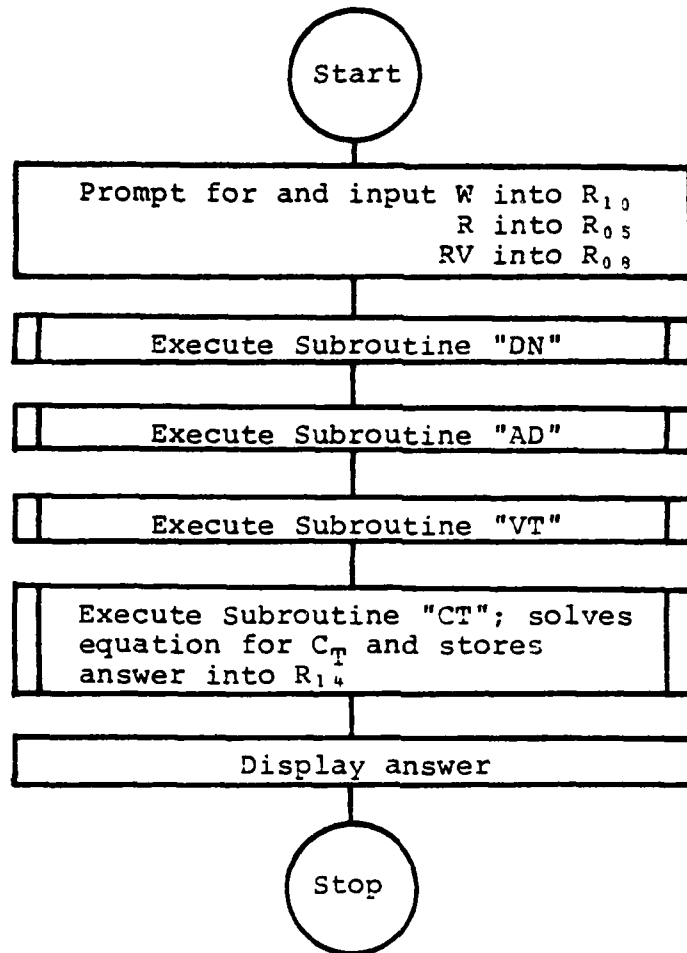 Start
Prompt for and input W into R₁₀
R into R₀₅
RV into R₀₈
Execute Subroutine "DN"
Execute Subroutine "AD"
Execute Subroutine "VT"
Execute Subroutine "CT"; solves
equation for C_T and stores
answer into R₁₄
Display answer
Stop